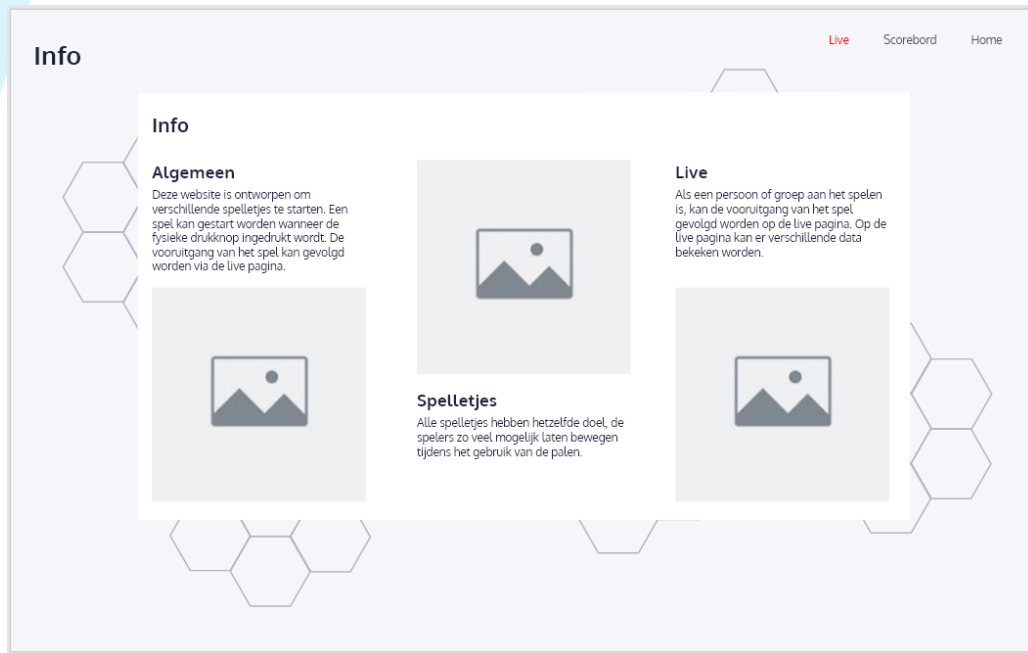 Info
Live
Scorebord
Home
Info
Algemeen
Deze website is ontworpen om
verschillende spelletjes te starten. Een
spel kan gestart worden wanneer de
fysieke drukknop ingedrukt wordt. De
vooruitgang van het spel kan gevolgd
worden via de live pagina.
Spelletjes
Alle spelletjes hebben hetzelfde doel, de
spelers zo veel mogelijk laten bewegen
tijdens het gebruik van de palen.
Live
Als een persoon of groep aan het spelen
is, kan de vooruitgang van het spel
gevolgd worden op de live pagina. Op de
live pagina kan er verschillende data
bekeken worden.